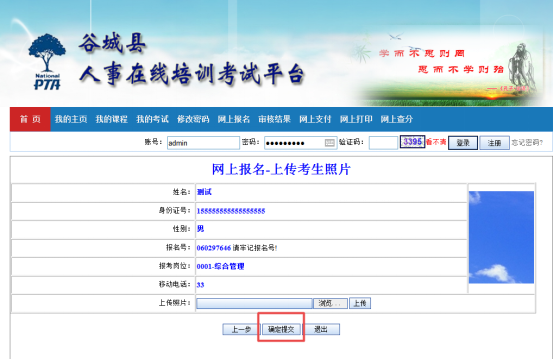 谷城县
人事在线培训考试平台
National
PTA
学而不思则罔
思而不学则殆
首 页 我的主页 我的课程 我的考试 修改密码 网上报名 审核结果 网上支付 网上打印 网上查分
账号： admin 密码： ●●●●●●●●● 验证码： 3395 看不清 登录 注册 忘记密码?
网上报名-上传考生照片
姓名： 测试
身份证号： 155555555555555555
性别： 男
报名号： 060297646 请牢记报名号!
报考岗位： 0001-综合管理
移动电话： 33
上传照片： 浏览... 上传
上一步 确定提交 退出